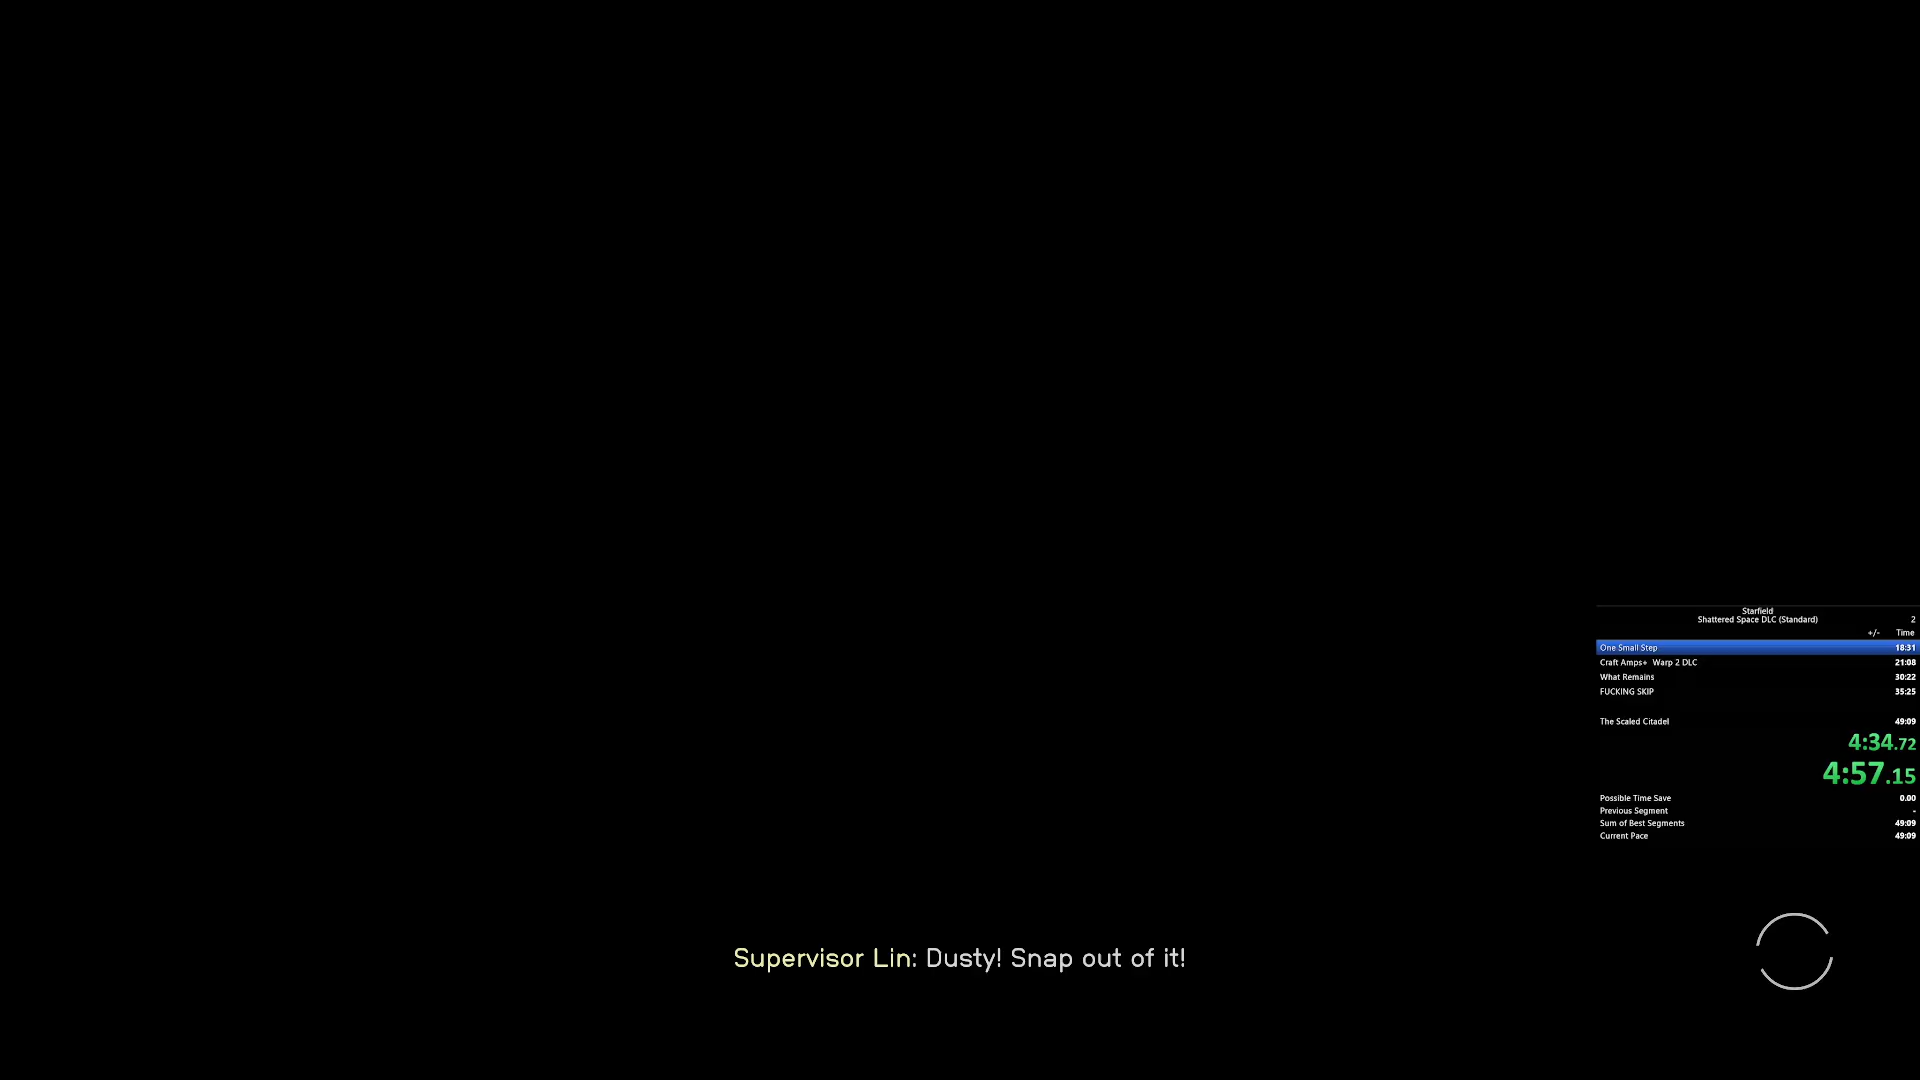 Starfield
Shattered Space DLC (Standard) 2
+/- Time
One Small Step 18:31
Craft Amps+ Warp 2 DLC 21:08
What Remains 30:22
FUCKING SKIP 35:25
The Scaled Citadel 49:09
4:34.72
4:57.15
Possible Time Save 0.00
Previous Segment -
Sum of Best Segments 49:09
Current Pace 49:09
Supervisor Lin: Dusty! Snap out of it!